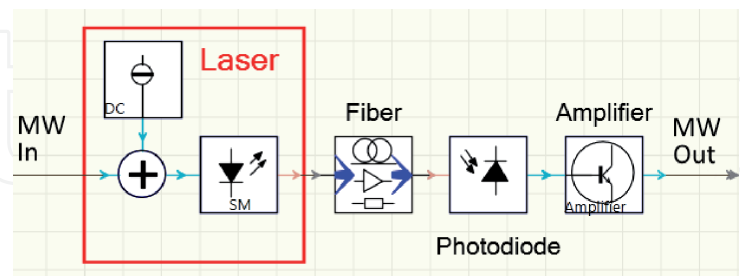 Laser
DC
MW
In
SM
Fiber
Photodiode
Amplifier
Amplifier
MW
Out